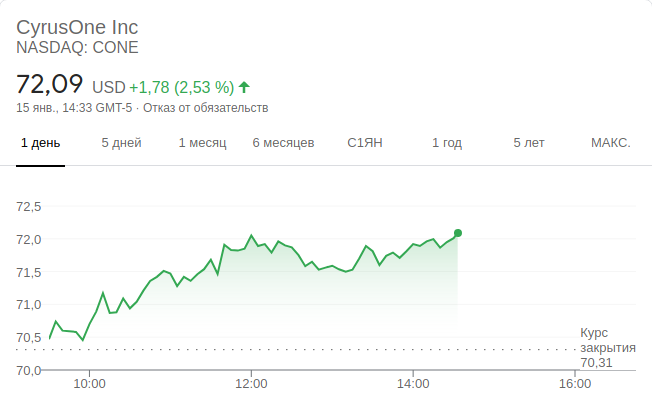 CyrusOne Inc
NASDAQ: CONE
72,09 USD +1,78 (2,53 %)
15 янв., 14:33 GMT-5 · Отказ от обязательств
1 день 5 дней 1 месяц 6 месяцев С1ЯН 1 год 5 лет МАКС.
72,5
72,0
71,5
71,0
70,5
70,0
Курс
закрытия
70,31
10:00 12:00 14:00 16:00